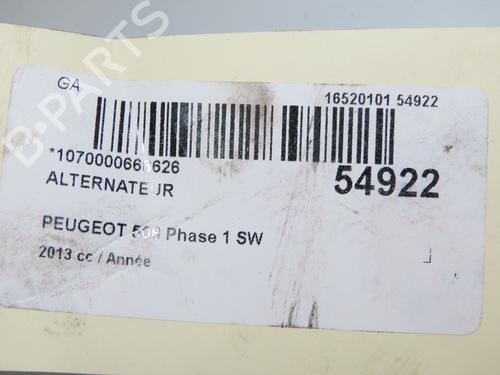 GA
16520101 54922
*1070000668626
ALTERNATEUR
54922
PEUGEOT 508 Phase 1 SW
2013 cc / Année
B-PARTS